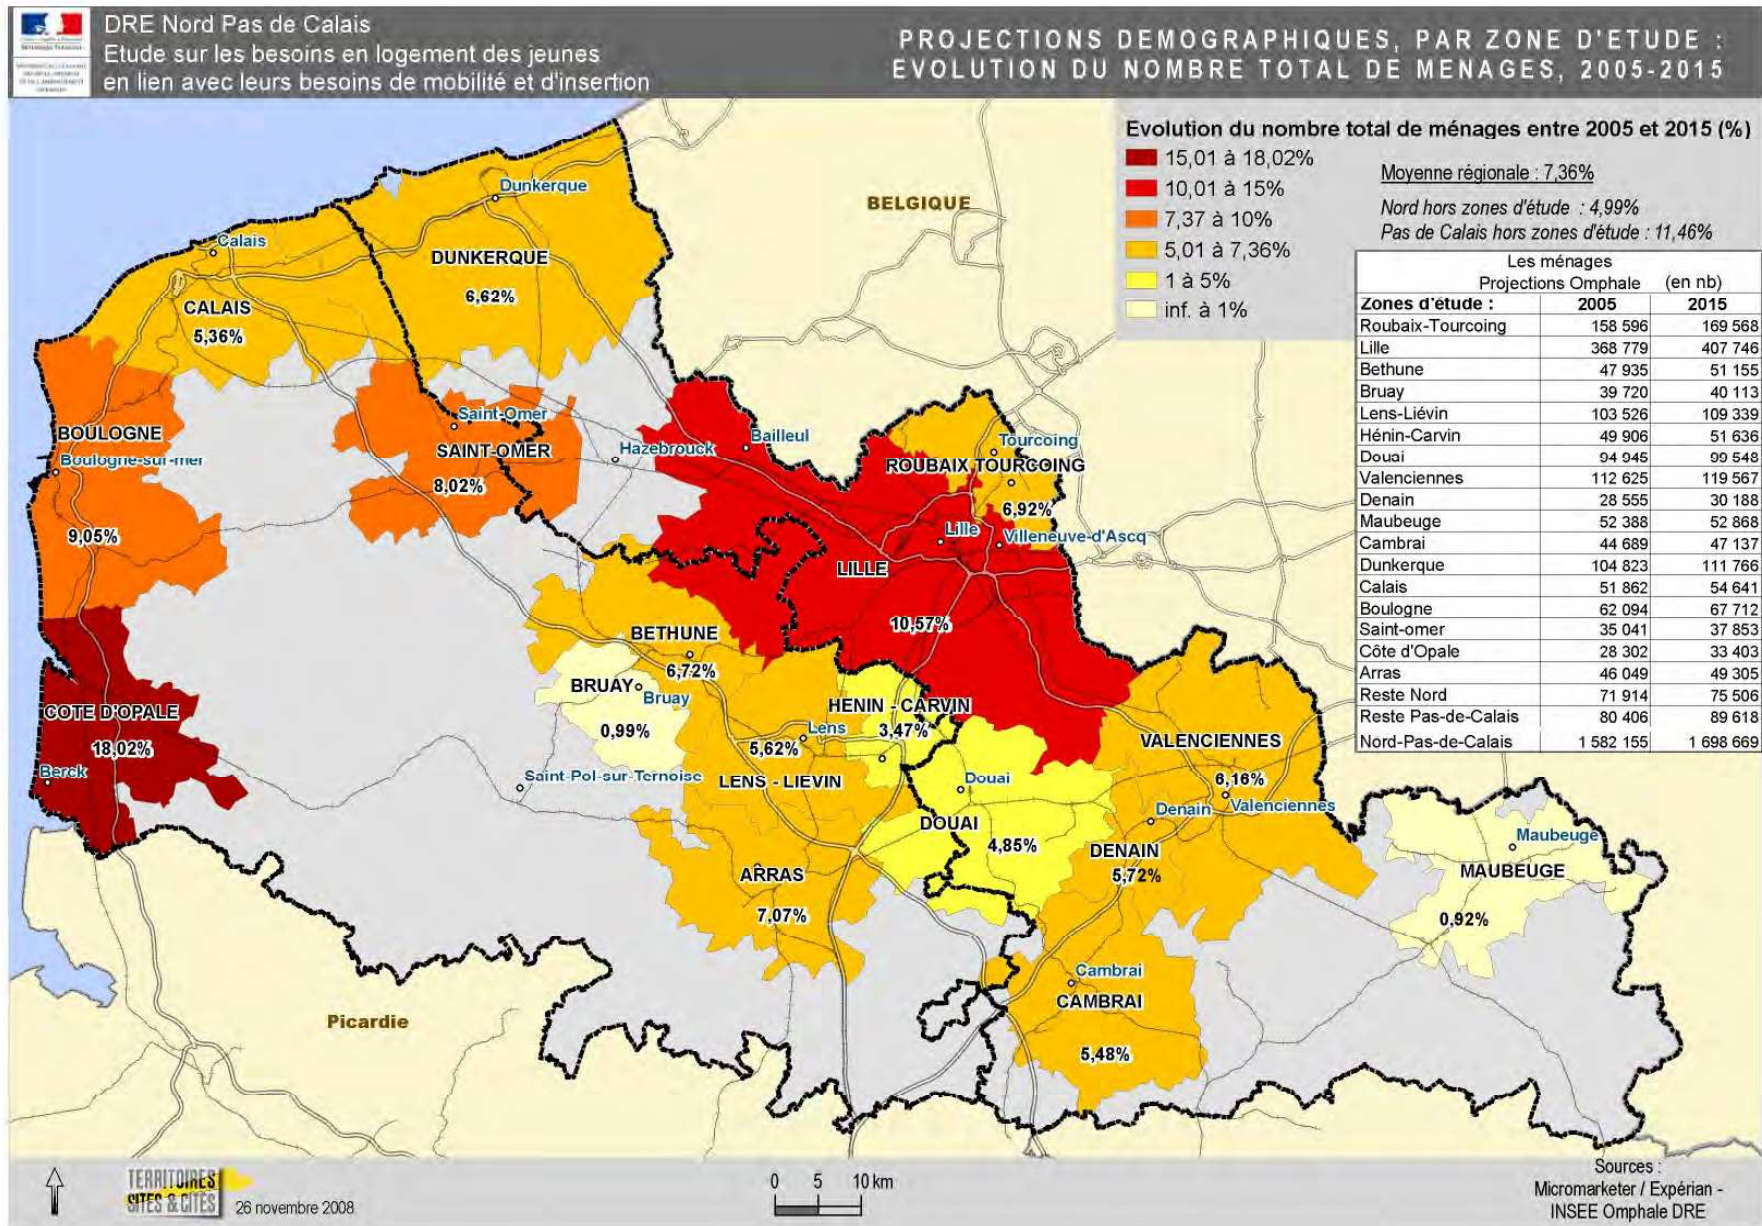 DRE Nord Pas de Calais
Etude sur les besoins en logement des jeunes
en lien avec leurs besoins de mobilité et d'insertion
PROJECTIONS DEMOGRAPHIQUES, PAR ZONE D'ETUDE :
EVOLUTION DU NOMBRE TOTAL DE MENAGES, 2005-2015
Evolution du nombre total de ménages entre 2005 et 2015 (%)
15,01 à 18,02%
10,01 à 15%
7,37 à 10%
5,01 à 7,36%
1 à 5%
inf. à 1%
Moyenne régionale : 7,36%
Nord hors zones d'étude : 4,99%
Pas de Calais hors zones d'étude : 11,46%
Les ménages
Projections Omphale (en nb)
Zones d'étude : 2005 2015
Roubaix-Tourcoing 158 596 169 568
Lille 368 779 407 746
Bethune 47 935 51 155
Bruay 39 720 40 113
Lens-Liévin 103 526 109 339
Hénin-Carvin 49 906 51 638
Douai 94 945 99 548
Valenciennes 112 625 119 567
Denain 28 555 30 188
Maubeuge 52 388 52 868
Cambrai 44 689 47 137
Dunkerque 104 823 111 766
Calais 51 862 54 641
Boulogne 62 094 67 712
Saint-omer 35 041 37 853
Côte d'Opale 28 302 33 403
Arras 46 049 49 305
Reste Nord 71 914 75 506
Reste Pas-de-Calais 80 406 89 618
Nord-Pas-de-Calais 1 582 155 1 698 669
BELGIQUE
Dunkerque
DUNKERQUE
6,62%
Calais
CALAIS
5,36%
BOULOGNE
Boulogne-sur-mer
9,05%
Saint-Omer
SAINT-OMER
8,02%
Hazebrouck
Bailleul
Tourcoing
ROUBAIX TOURCOING
6,92%
Lille
Villeneuve-d'Ascq
LILLE
10,57%
BETHUNE
6,72%
BRUAY
Bruay
0,99%
COTE D'OPALE
18,02%
Berck
Saint-Pol-sur-Ternoise
HENIN - CARVIN
3,47%
Lens
5,62%
LENS - LIEVIN
Douai
DOUAI
4,85%
VALENCIENNES
6,16%
Valenciennes
Denain
DENAIN
5,72%
ARRAS
7,07%
Maubeuge
MAUBEUGE
0,92%
Cambrai
CAMBRAI
5,48%
Picardie
TERRITOIRES
SITES & CITÉS
26 novembre 2008
0 5 10 km
Sources :
Micromarketer / Expérian -
INSEE Omphale DRE